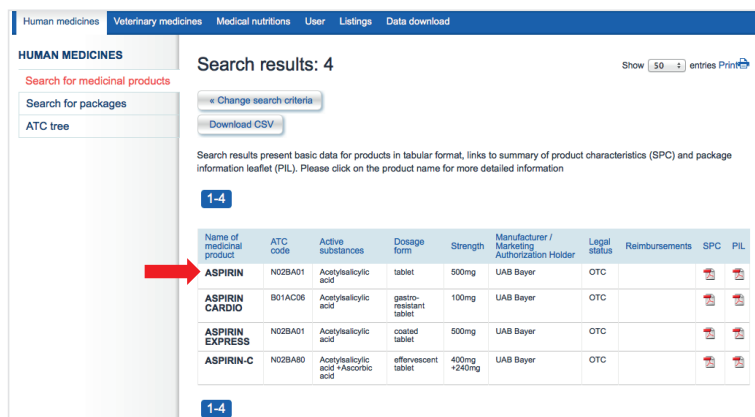 Human medicines Veterinary medicines Medical nutritions User Listings Data download
HUMAN MEDICINES
Search for medicinal products
Search for packages
ATC tree
Search results: 4
Show 50 entries Print
« Change search criteria
Download CSV
Search results present basic data for products in tabular format, links to summary of product characteristics (SPC) and package
information leaflet (PIL). Please click on the product name for more detailed information
1-4
Name of medicinal product ATC code Active substances Dosage form Strength Manufacturer / Marketing Authorization Holder Legal status Reimbursements SPC PIL
ASPIRIN N02BA01 Acetylsalicylic acid tablet 500mg UAB Bayer OTC
ASPIRIN CARDIO B01AC06 Acetylsalicylic acid gastro-resistant tablet 100mg UAB Bayer OTC
ASPIRIN EXPRESS N02BA01 Acetylsalicylic acid coated tablet 500mg UAB Bayer OTC
ASPIRIN-C N02BA80 Acetylsalicylic acid +Ascorbic acid effervescent tablet 400mg +240mg UAB Bayer OTC
1-4